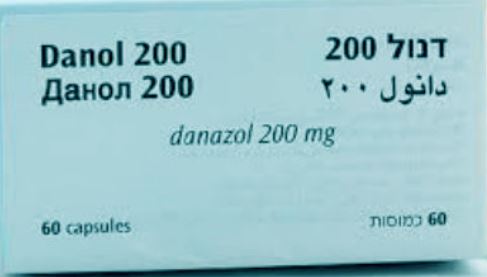 Danol 200
Данол 200
דנול 200
دانول ٢٠٠
danazol 200 mg
60 capsules
60 כמוסות